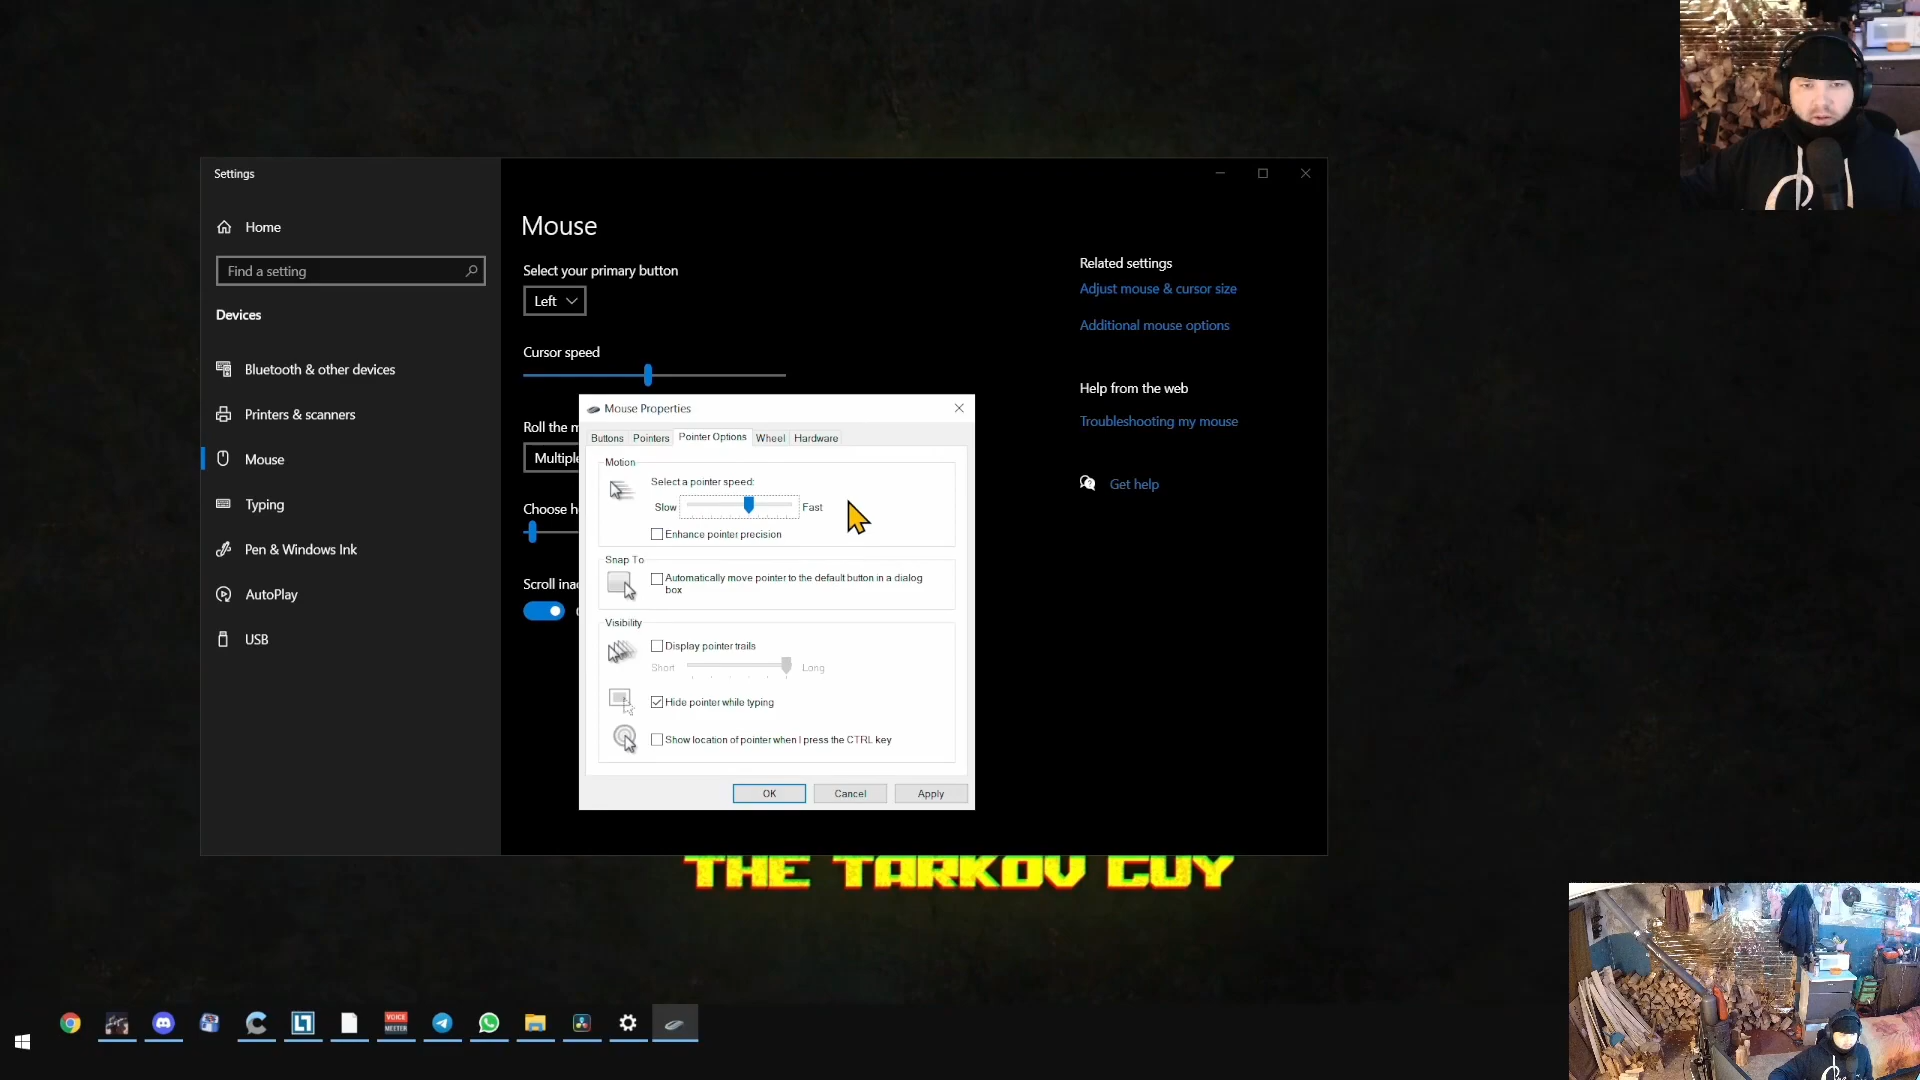 Settings
Home
Find a setting
Devices
Bluetooth & other devices
Printers & scanners
Mouse
Typing
Pen & Windows Ink
AutoPlay
USB
Mouse
Select your primary button
Left
Cursor speed
Roll the m
Multiple
Choose h
Scroll ina
Related settings
Adjust mouse & cursor size
Additional mouse options
Help from the web
Troubleshooting my mouse
Get help
Mouse Properties
Buttons Pointers Pointer Options Wheel Hardware
Motion
Select a pointer speed:
Slow Fast
Enhance pointer precision
Snap To
Automatically move pointer to the default button in a dialog
box
Visibility
Display pointer trails
Short Long
Hide pointer while typing
Show location of pointer when I press the CTRL key
OK Cancel Apply
THE TARKOV GUY
VOICE
MEETER